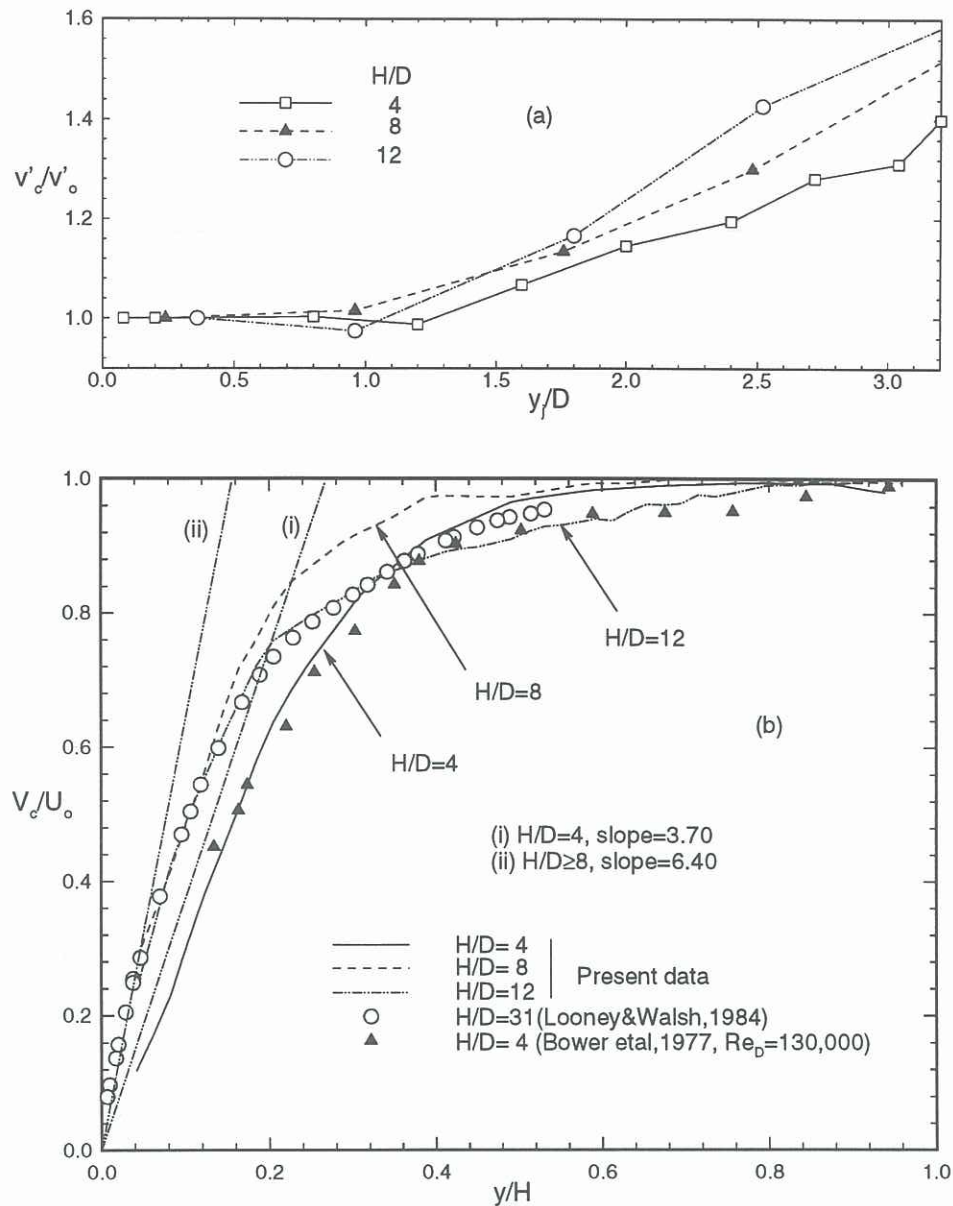 1.6
1.4
1.2
1.0
v'c/v'o
H/D
4
8
12
(a)
0.0 0.5 1.0 1.5 2.0 2.5 3.0
yj/D
1.0
0.8
0.6
0.4
0.2
0.0
Vc/Uo
(ii)
(i)
H/D=12
H/D=8
H/D=4
(b)
(i) H/D=4, slope=3.70
(ii) H/D≥8, slope=6.40
H/D= 4
H/D= 8
H/D=12
Present data
H/D=31(Looney&Walsh,1984)
H/D= 4 (Bower etal,1977, ReD=130,000)
0.0 0.2 0.4 0.6 0.8 1.0
y/H